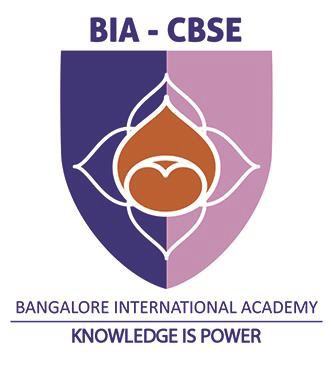 BIA - CBSE
BANGALORE INTERNATIONAL ACADEMY
KNOWLEDGE IS POWER